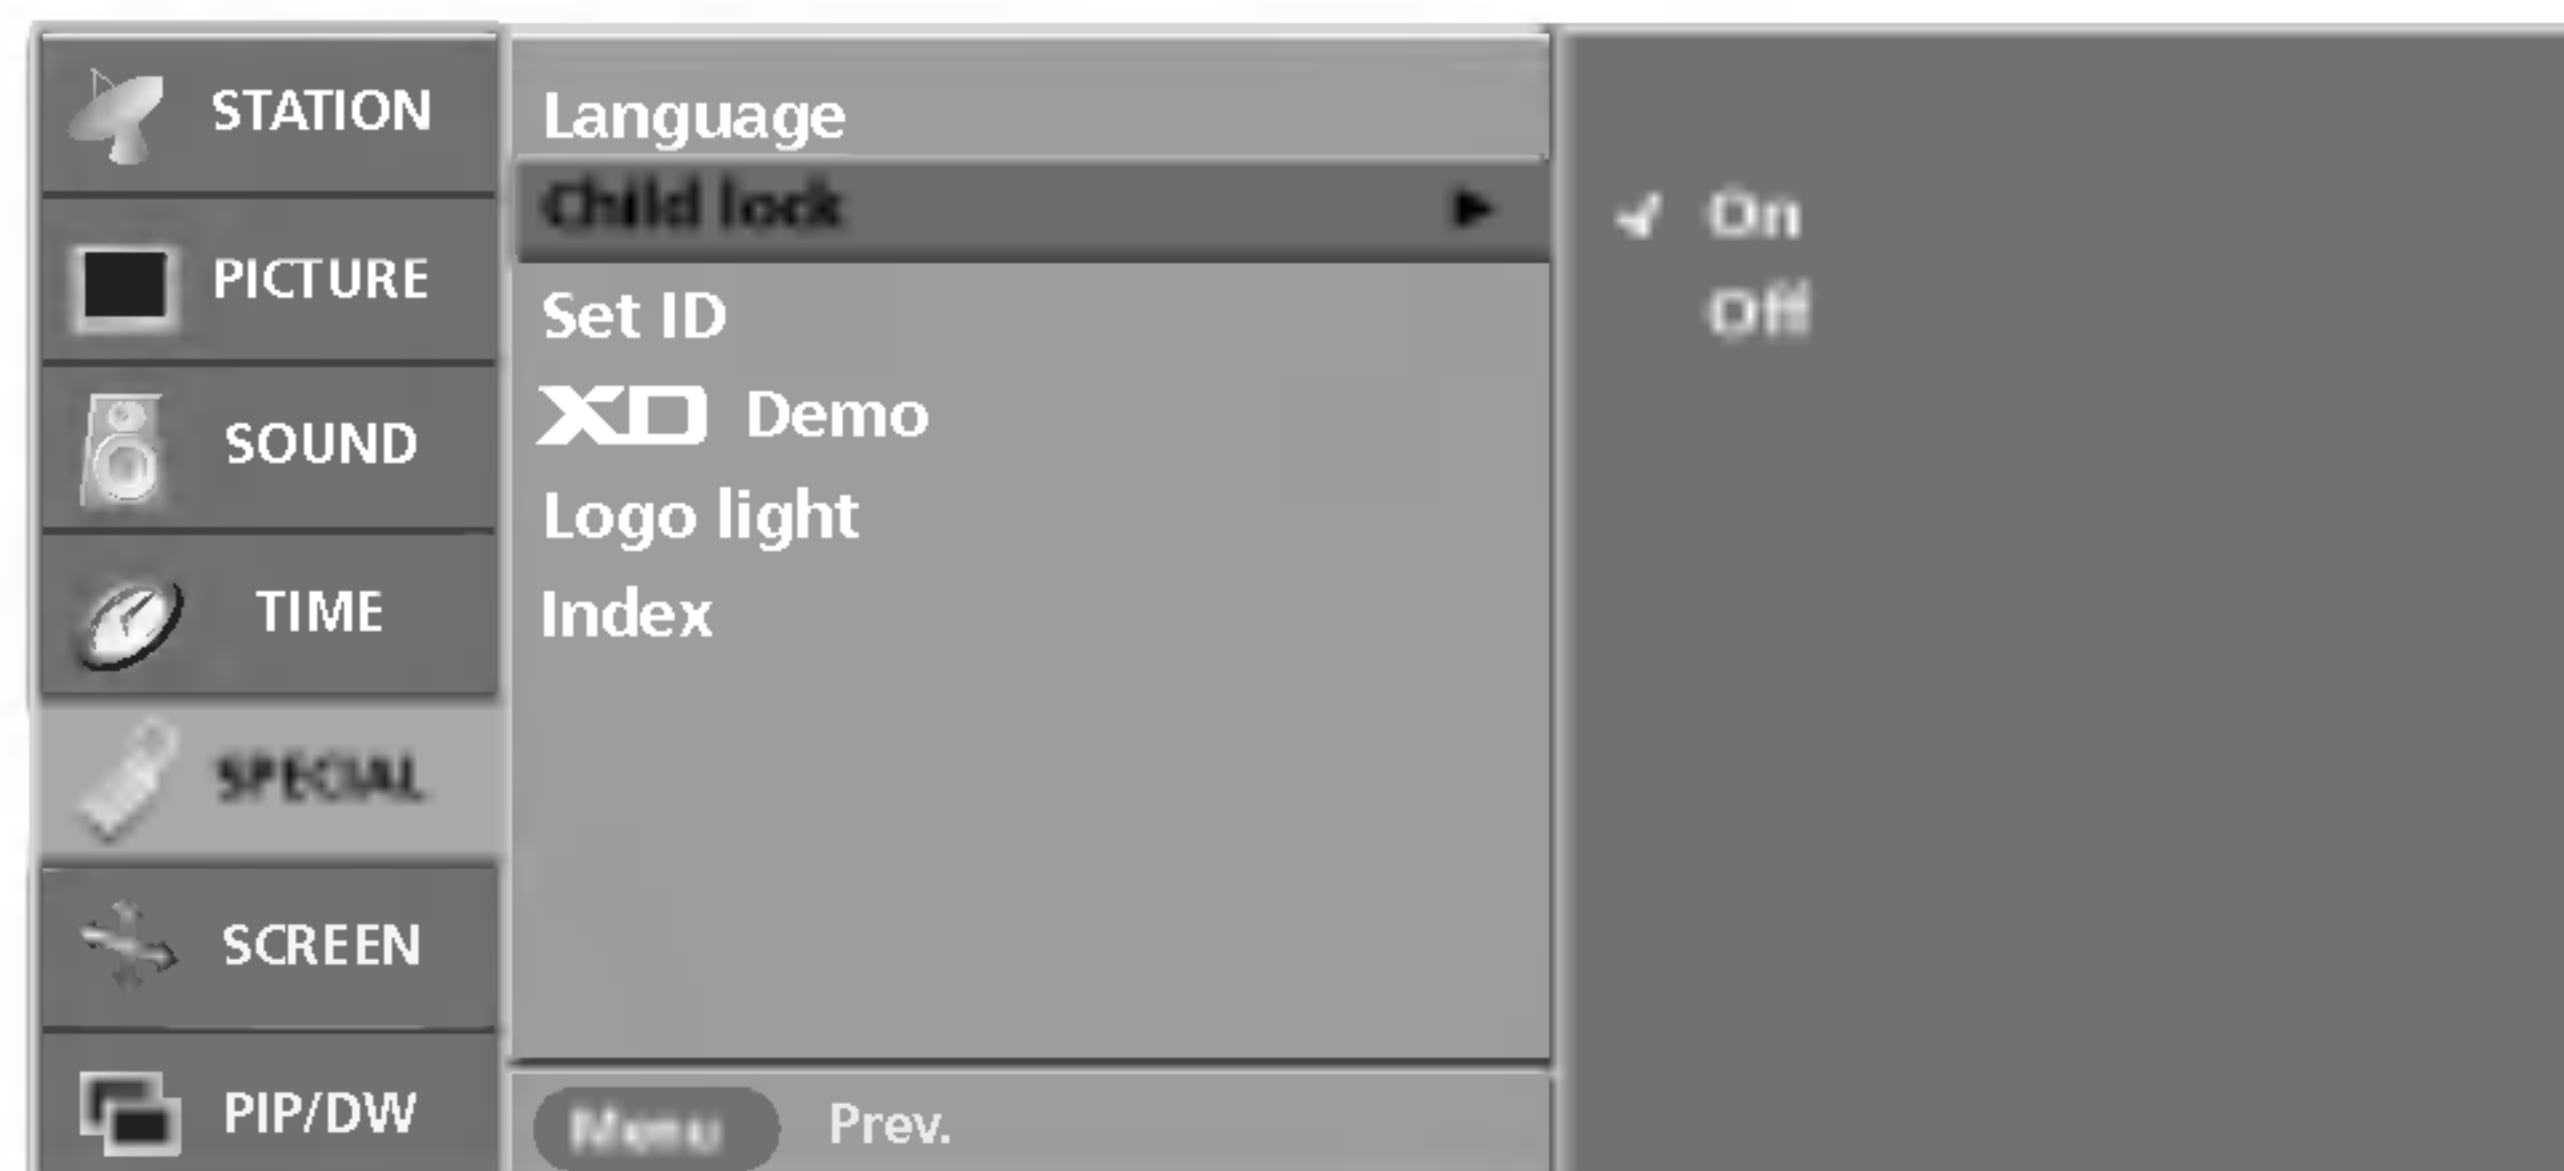 STATION
PICTURE
SOUND
TIME
SPECIAL
SCREEN
PIP/DW
Language
Child lock
Set ID
XD Demo
Logo light
Index
Menu Prev.
On
Off